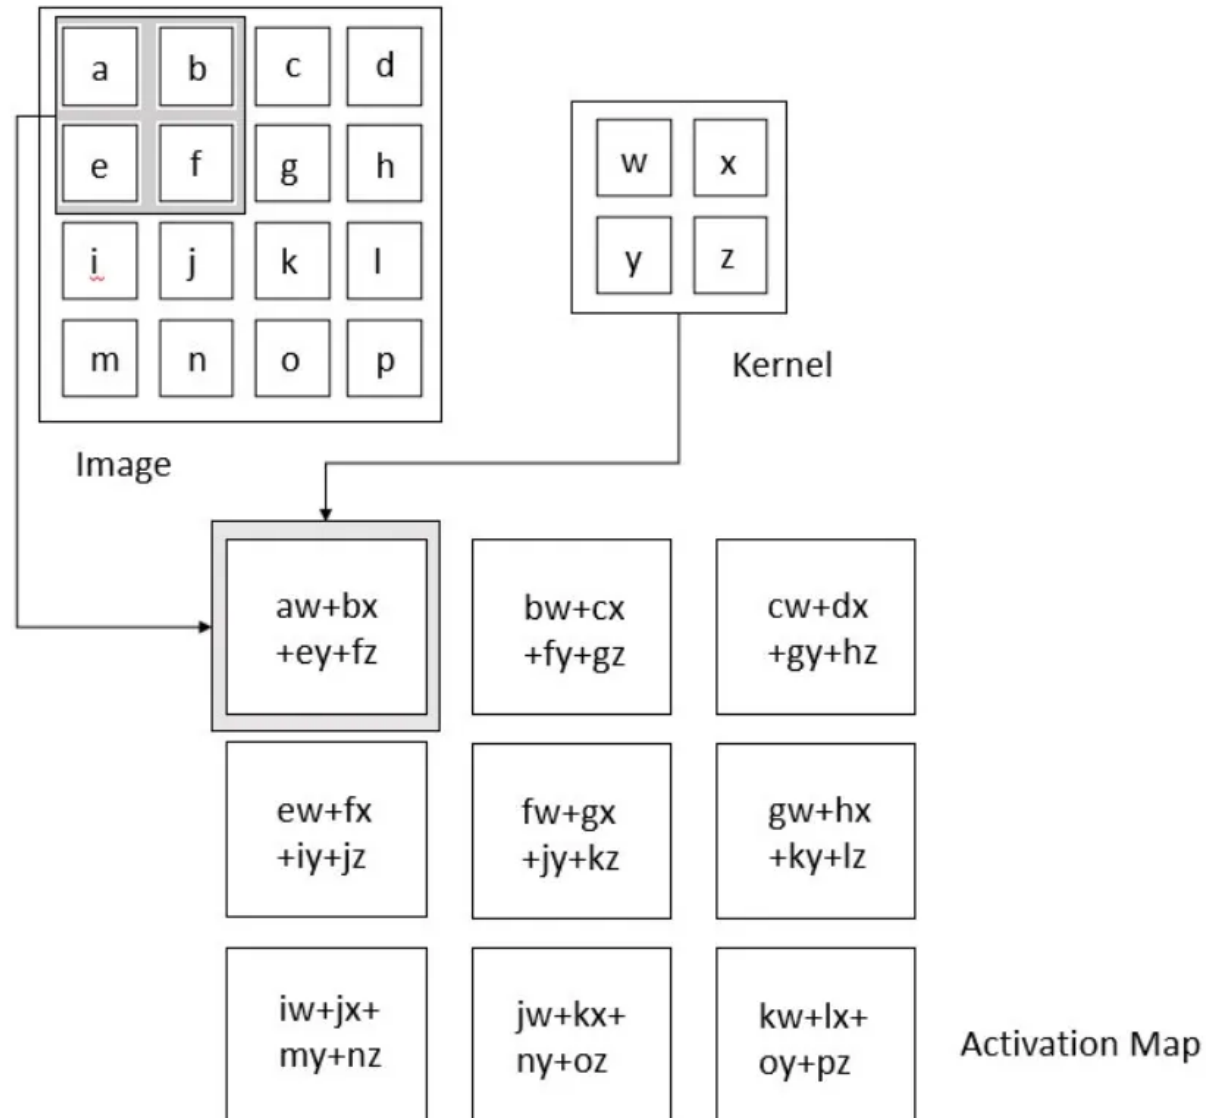 a b c d
e f g h
i j k l
m n o p
Image
w x
y z
Kernel
aw+bx
+ey+fz
bw+cx
+fy+gz
cw+dx
+gy+hz
ew+fx
+iy+jz
fw+gx
+jy+kz
gw+hx
+ky+lz
iw+jx+
my+nz
jw+kx+
ny+oz
kw+lx+
oy+pz
Activation Map